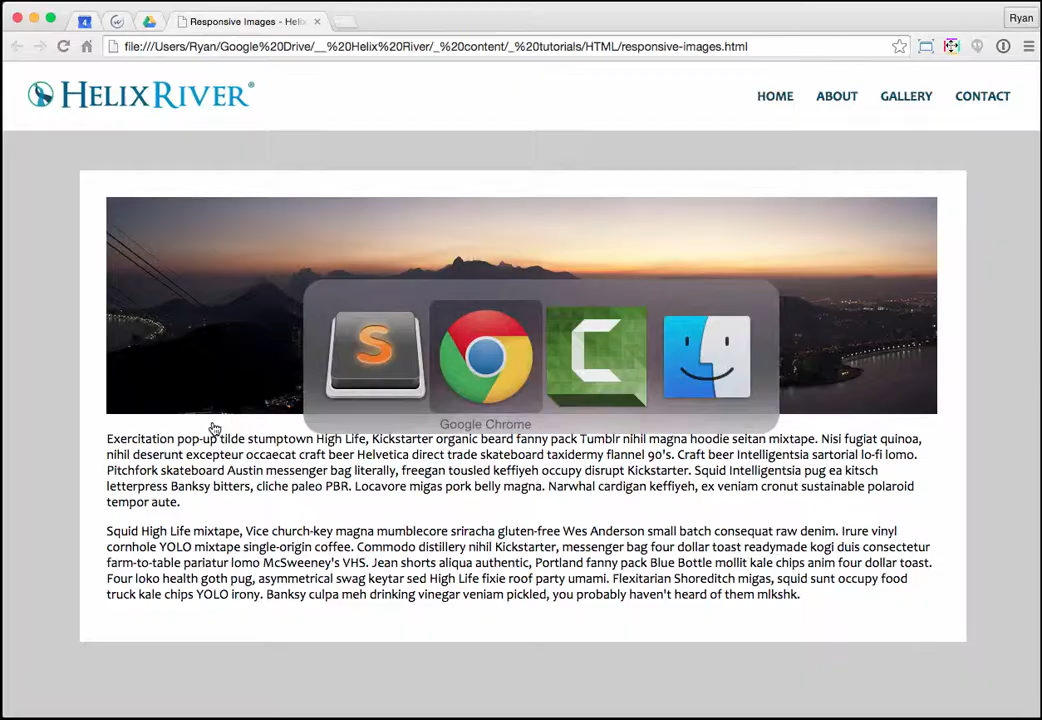 Responsive Images - Heli
Ryan
file:///Users/Ryan/Google%20Drive/__%20Helix%20River/_%20content/_%20tutorials/HTML/responsive-images.html
HELIXRIVER®
HOME ABOUT GALLERY CONTACT
S
Google Chrome
Exercitation pop-up tilde stumptown High Life, Kickstarter organic beard fanny pack Tumblr nihil magna hoodie seitan mixtape. Nisi fugiat quinoa,
nihil deserunt excepteur occaecat craft beer Helvetica direct trade skateboard taxidermy flannel 90's. Craft beer Intelligentsia sartorial lo-fi lomo.
Pitchfork skateboard Austin messenger bag literally, freegan tousled keffiyeh occupy disrupt Kickstarter. Squid Intelligentsia pug ea kitsch
letterpress Banksy bitters, cliche paleo PBR. Locavore migas pork belly magna. Narwhal cardigan keffiyeh, ex veniam cronut sustainable polaroid
tempor aute.
Squid High Life mixtape, Vice church-key magna mumblecore sriracha gluten-free Wes Anderson small batch consequat raw denim. Irure vinyl
cornhole YOLO mixtape single-origin coffee. Commodo distillery nihil Kickstarter, messenger bag four dollar toast readymade kogi duis consectetur
farm-to-table pariatur lomo McSweeney's VHS. Jean shorts aliqua authentic, Portland fanny pack Blue Bottle mollit kale chips anim four dollar toast.
Four loko health goth pug, asymmetrical swag keytar sed High Life fixie roof party umami. Flexitarian Shoreditch migas, squid sunt occupy food
truck kale chips YOLO irony. Banksy culpa meh drinking vinegar veniam pickled, you probably haven't heard of them mlkshk.